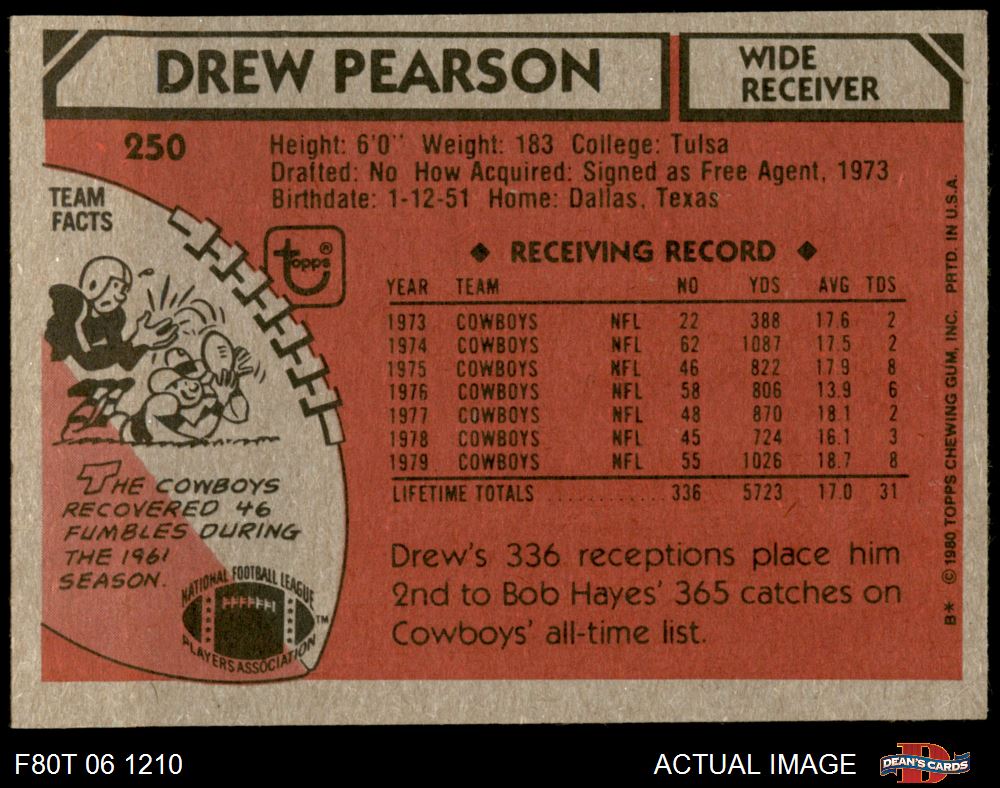 DREW PEARSON
WIDE
RECEIVER
250
Height: 6'0" Weight: 183 College: Tulsa
Drafted: No How Acquired: Signed as Free Agent, 1973
Birthdate: 1-12-51 Home: Dallas, Texas
TEAM
FACTS
topps®
◆ RECEIVING RECORD ◆
YEAR TEAM NO YDS AVG TDS
1973 COWBOYS NFL 22 388 17.6 2
1974 COWBOYS NFL 62 1087 17.5 2
1975 COWBOYS NFL 46 822 17.9 8
1976 COWBOYS NFL 58 806 13.9 6
1977 COWBOYS NFL 48 870 18.1 2
1978 COWBOYS NFL 45 724 16.1 3
1979 COWBOYS NFL 55 1026 18.7 8
LIFETIME TOTALS ............ 336 5723 17.0 31
THE COWBOYS
RECOVERED 46
FUMBLES DURING
THE 1961
SEASON.
NATIONAL FOOTBALL LEAGUE
PLAYERS ASSOCIATION
TM
Drew's 336 receptions place him
2nd to Bob Hayes' 365 catches on
Cowboys' all-time list.
B* © 1980 TOPPS CHEWING GUM, INC. PRTD. IN U.S.A.
F80T 06 1210
ACTUAL IMAGE
DEAN'S CARDS